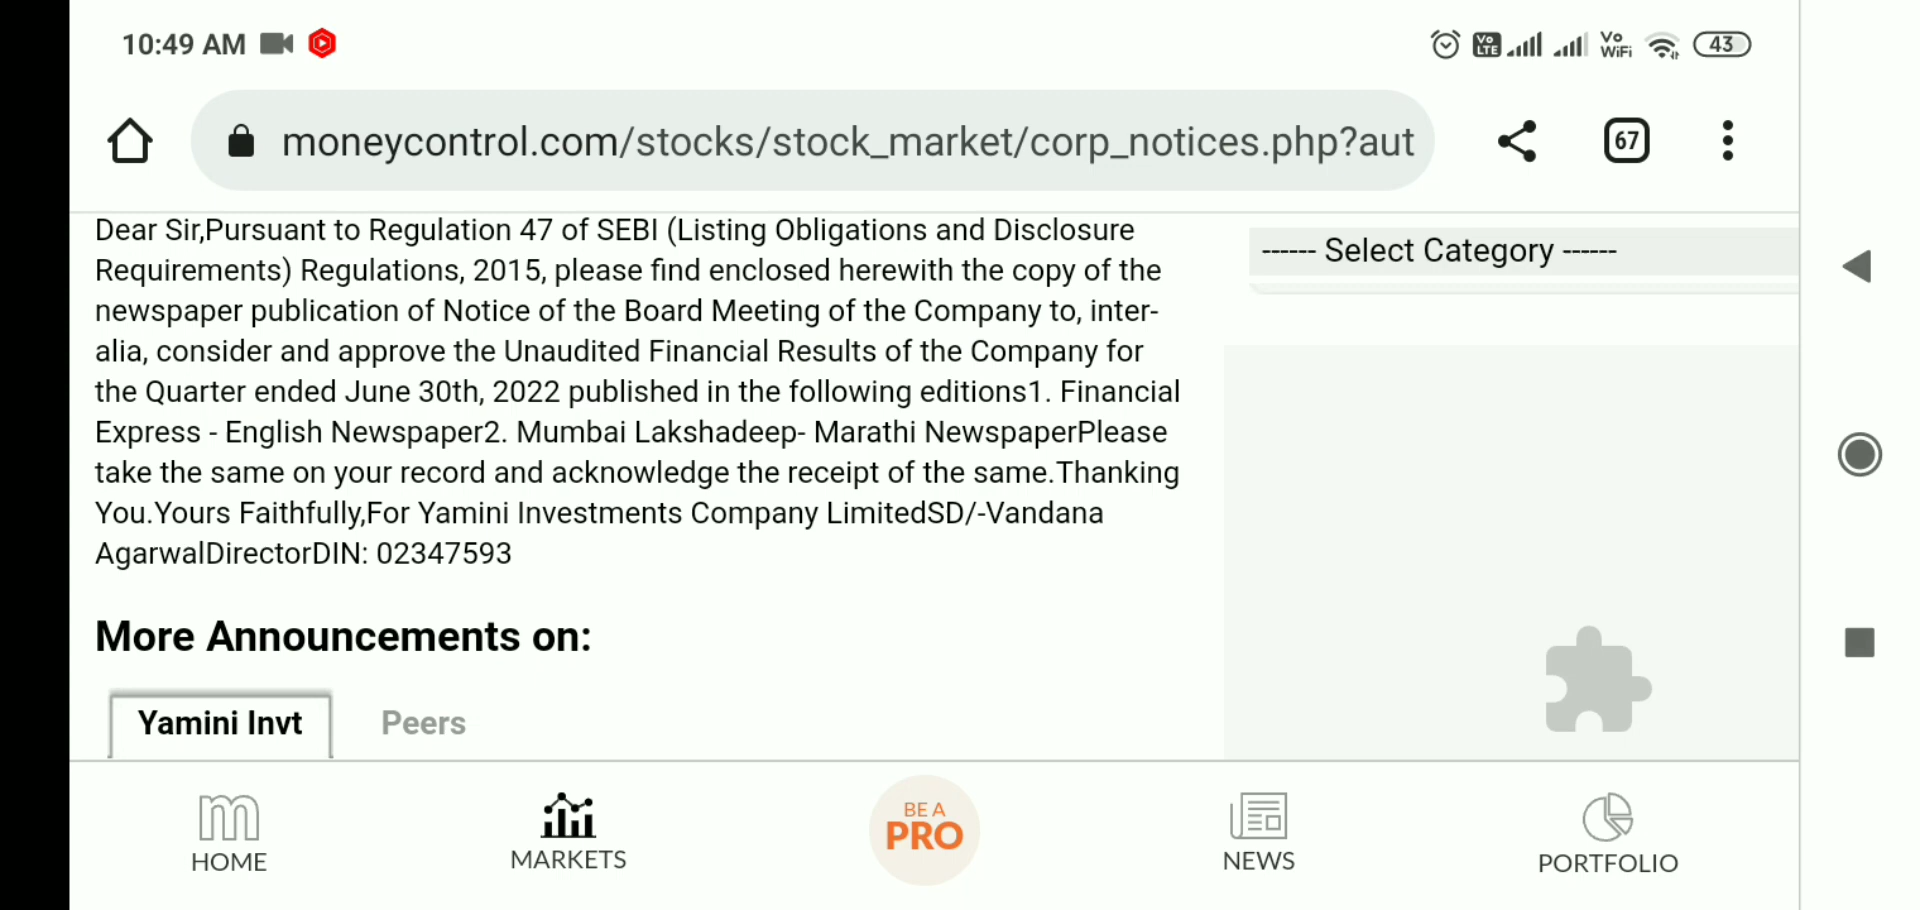 10:49 AM
Vo LTE
Vo WiFi
43
moneycontrol.com/stocks/stock_market/corp_notices.php?aut
67
Dear Sir,Pursuant to Regulation 47 of SEBI (Listing Obligations and Disclosure
Requirements) Regulations, 2015, please find enclosed herewith the copy of the
newspaper publication of Notice of the Board Meeting of the Company to, inter-
alia, consider and approve the Unaudited Financial Results of the Company for
the Quarter ended June 30th, 2022 published in the following editions1. Financial
Express - English Newspaper2. Mumbai Lakshadeep- Marathi NewspaperPlease
take the same on your record and acknowledge the receipt of the same.Thanking
You.Yours Faithfully,For Yamini Investments Company LimitedSD/-Vandana
AgarwalDirectorDIN: 02347593
------ Select Category ------
More Announcements on:
Yamini Invt
Peers
HOME
MARKETS
BE A
PRO
NEWS
PORTFOLIO